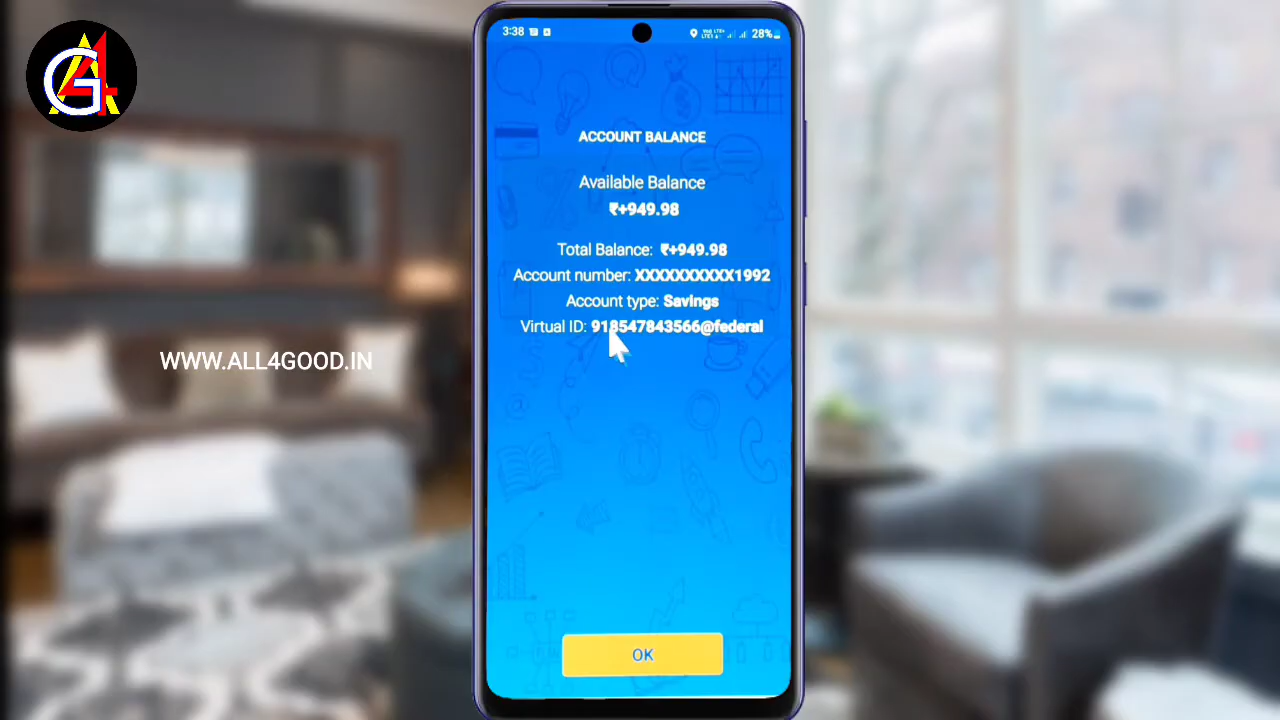 3:38
28%
G4A
ACCOUNT BALANCE
Available Balance
₹+949.98
Total Balance: ₹+949.98
Account number: XXXXXXXXXX1992
Account type: Savings
Virtual ID: 918547843566@federal
WWW.ALL4GOOD.IN
OK